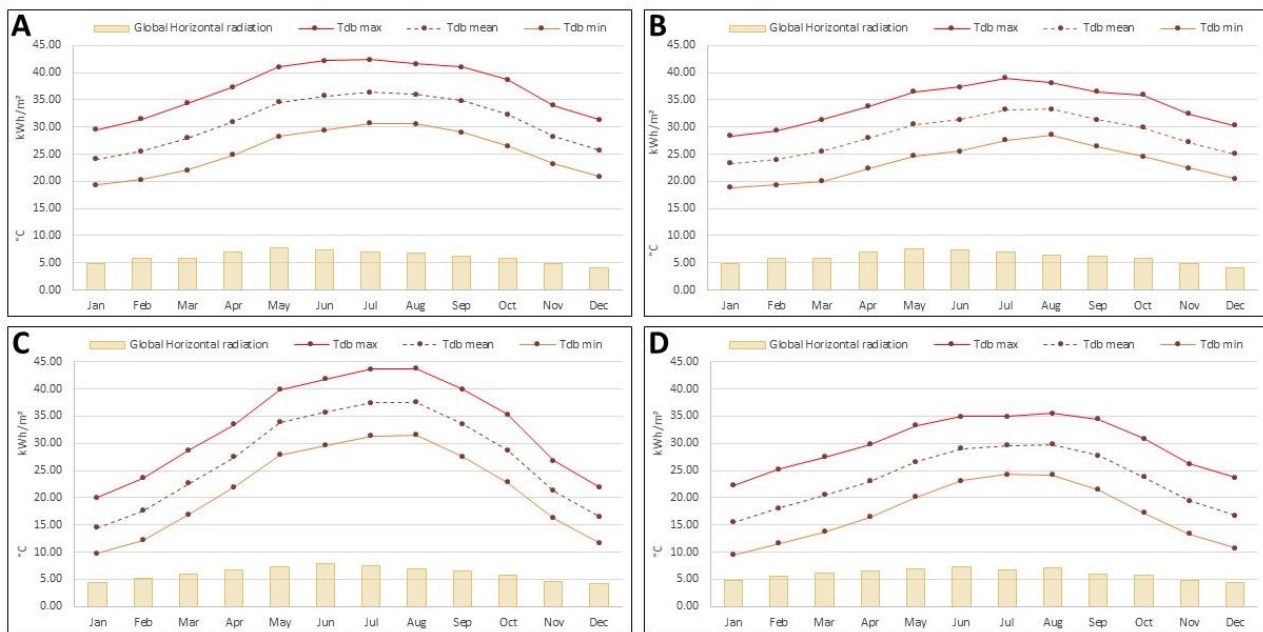 A
Global Horizontal radiation Tdb max Tdb mean Tdb min
45.00
40.00
35.00
30.00
25.00
20.00
15.00
10.00
5.00
0.00
kWh/m²
°C
Jan Feb Mar Apr May Jun Jul Aug Sep Oct Nov Dec
B
Global Horizontal radiation Tdb max Tdb mean Tdb min
45.00
40.00
35.00
30.00
25.00
20.00
15.00
10.00
5.00
0.00
kWh/m²
°C
Jan Feb Mar Apr May Jun Jul Aug Sep Oct Nov Dec
C
Global Horizontal radiation Tdb max Tdb mean Tdb min
45.00
40.00
35.00
30.00
25.00
20.00
15.00
10.00
5.00
0.00
kWh/m²
°C
Jan Feb Mar Apr May Jun Jul Aug Sep Oct Nov Dec
D
Global Horizontal radiation Tdb max Tdb mean Tdb min
45.00
40.00
35.00
30.00
25.00
20.00
15.00
10.00
5.00
0.00
kWh/m²
°C
Jan Feb Mar Apr May Jun Jul Aug Sep Oct Nov Dec